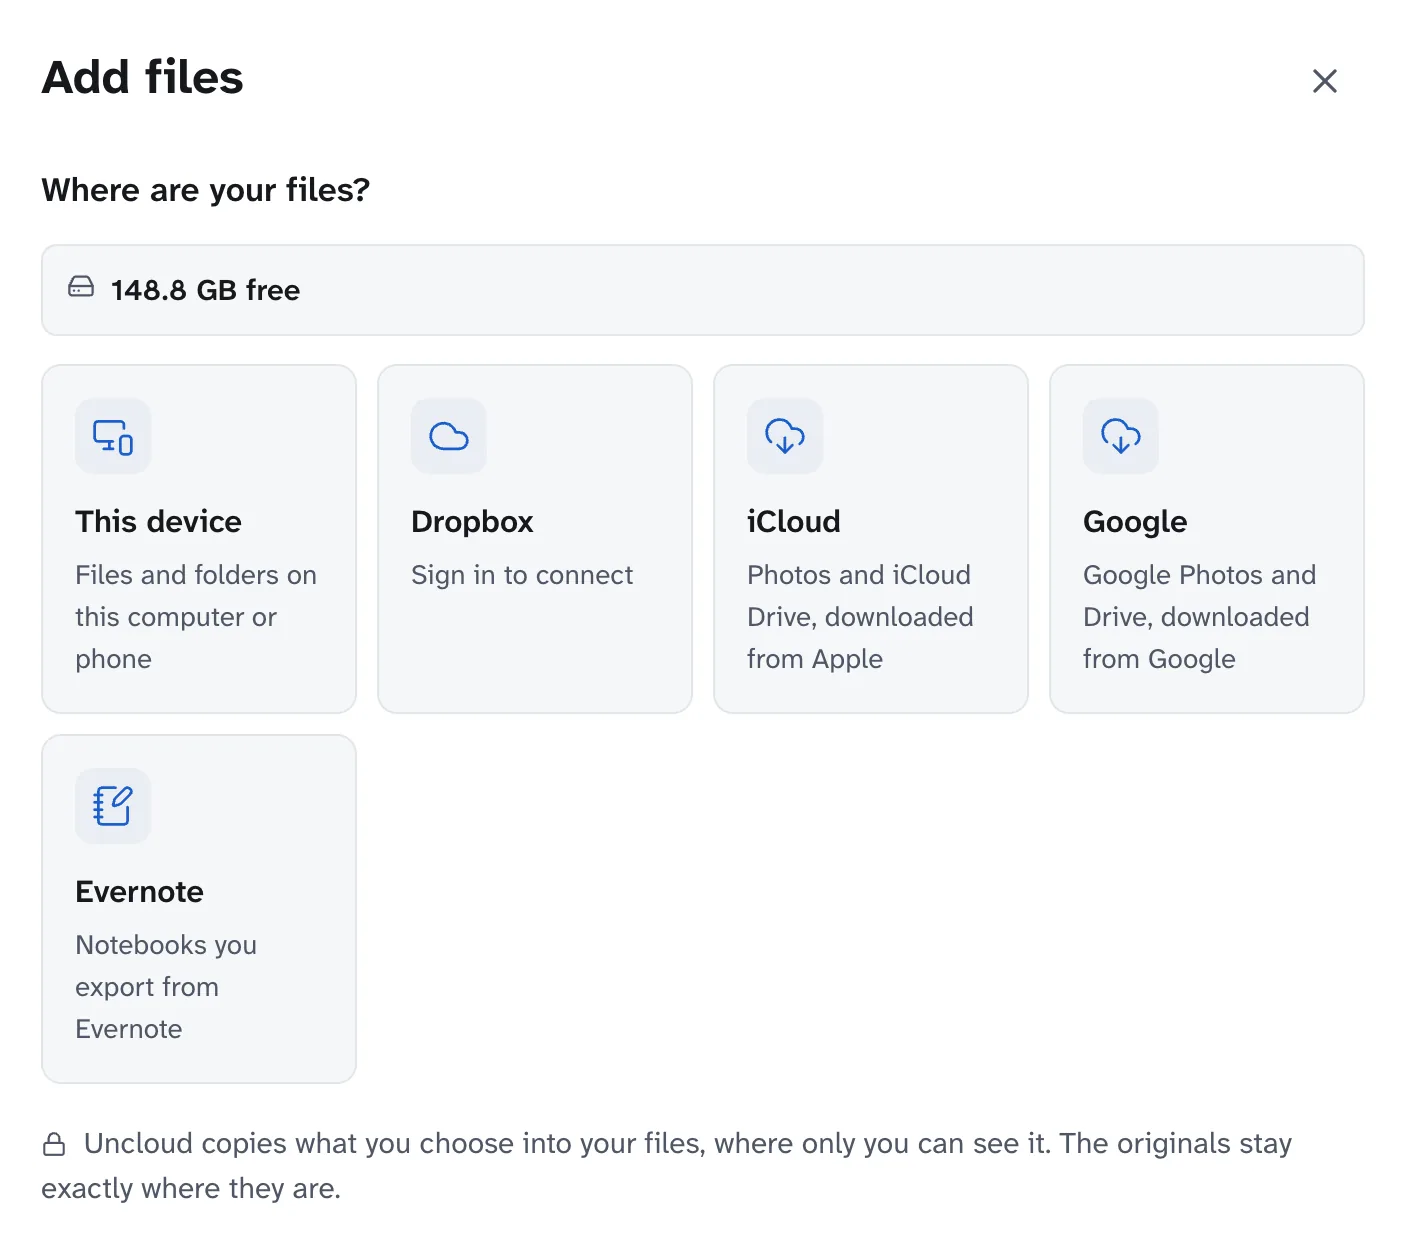 Add files
Where are your files?
148.8 GB free
This device
Files and folders on
this computer or
phone
Dropbox
Sign in to connect
iCloud
Photos and iCloud
Drive, downloaded
from Apple
Google
Google Photos and
Drive, downloaded
from Google
Evernote
Notebooks you
export from
Evernote
Uncloud copies what you choose into your files, where only you can see it. The originals stay
exactly where they are.